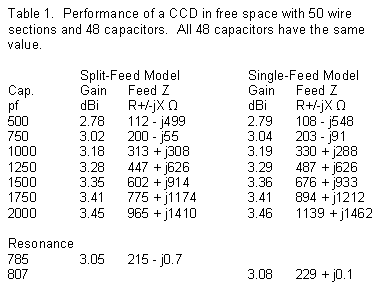 Table 1. Performance of a CCD in free space with 50 wire
sections and 48 capacitors. All 48 capacitors have the same
value.
Split-Feed Model Single-Feed Model
Cap. Gain Feed Z Gain Feed Z
pf dBi R+/-jX Ω dBi R+/-jX Ω
500 2.78 112 - j499 2.79 108 - j548
750 3.02 200 - j55 3.04 203 - j91
1000 3.18 313 + j308 3.19 330 + j288
1250 3.28 447 + j626 3.29 487 + j626
1500 3.35 602 + j914 3.36 676 + j933
1750 3.41 775 + j1174 3.41 894 + j1212
2000 3.45 965 + j1410 3.46 1139 + j1462
Resonance
785 3.05 215 - j0.7
807 3.08 229 + j0.1